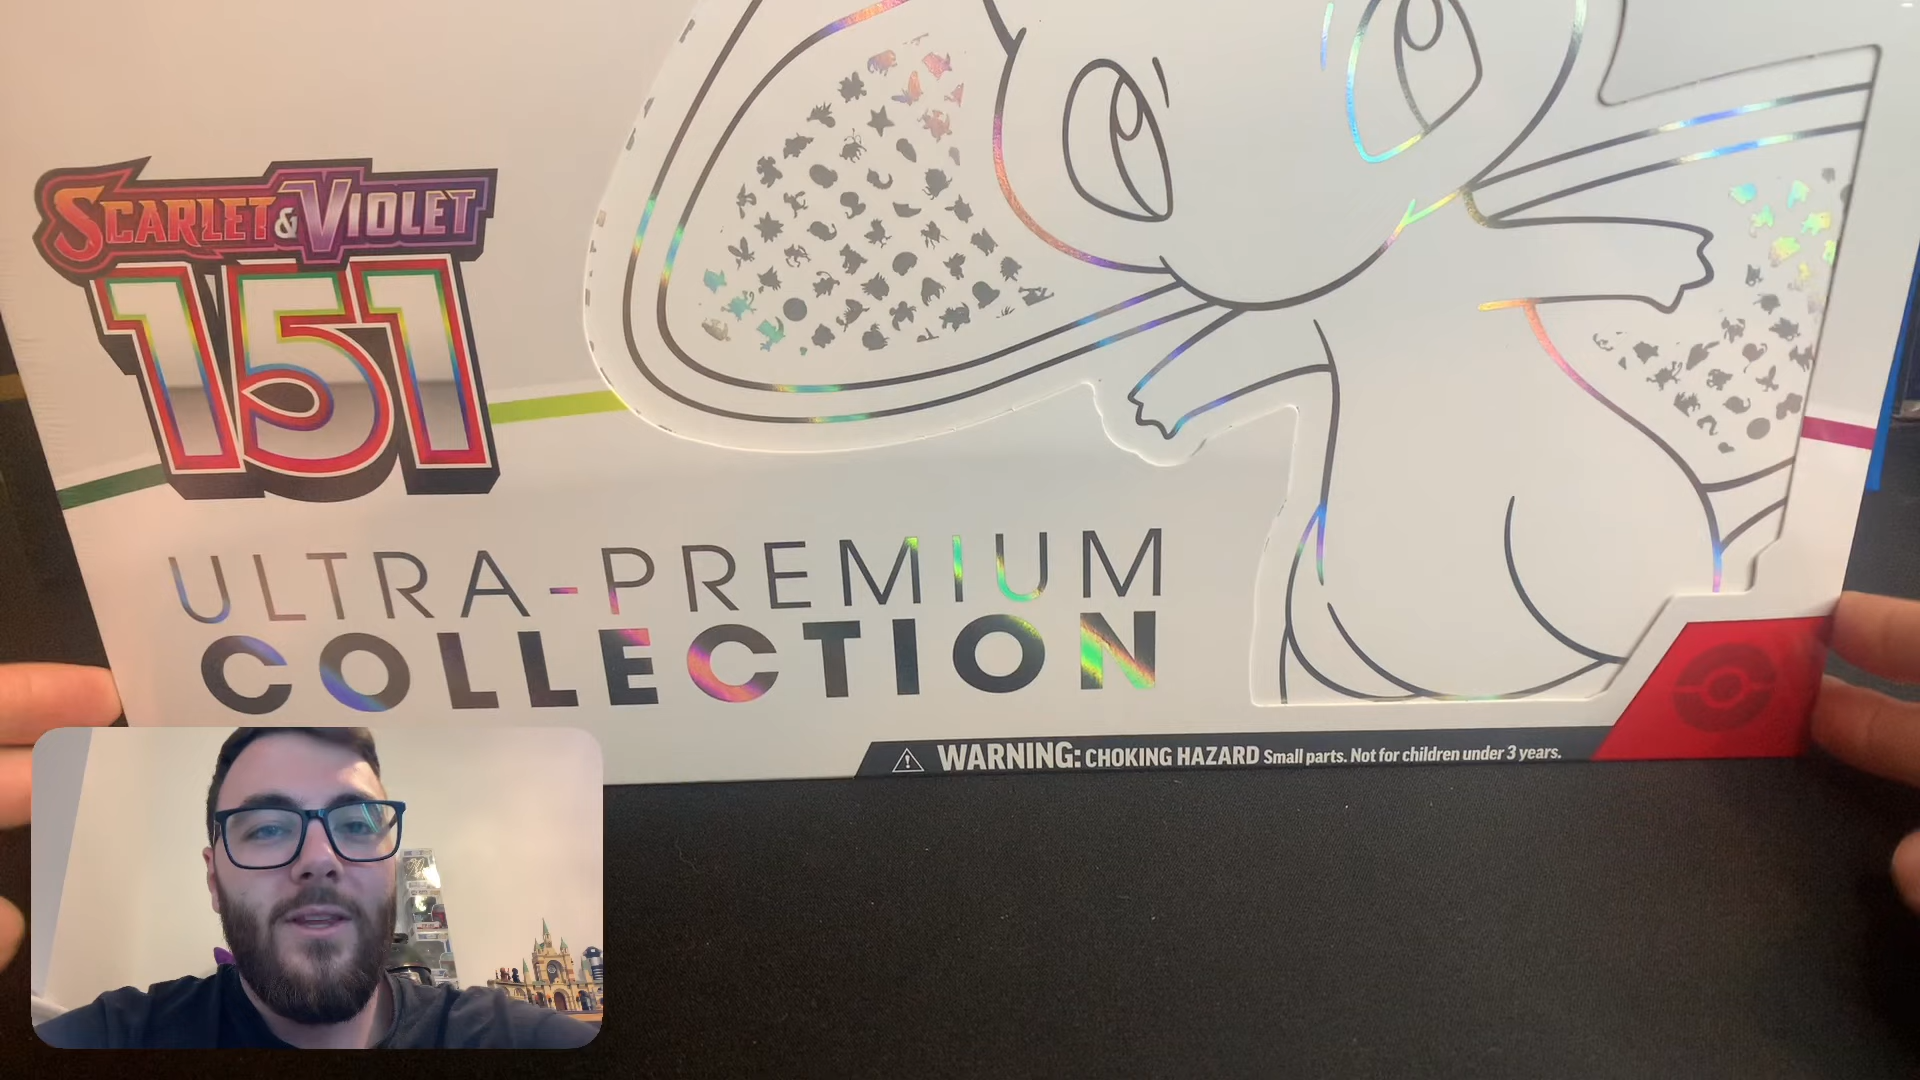 SCARLET & VIOLET
151
ULTRA-PREMIUM
COLLECTION
WARNING: CHOKING HAZARD Small parts. Not for children under 3 years.